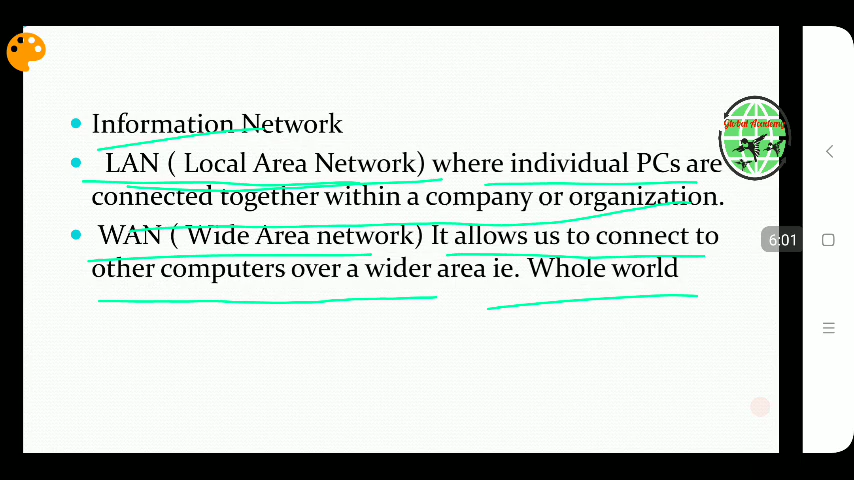 Information Network
LAN ( Local Area Network) where individual PCs are
connected together within a company or organization.
WAN ( Wide Area network) It allows us to connect to
other computers over a wider area ie. Whole world
Global Academy
6:01